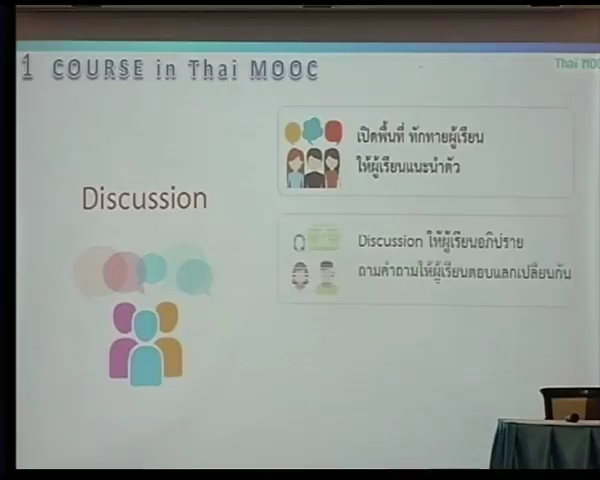 1 COURSE in Thai MOOC
Thai MOO
เปิดพื้นที่ ทักทายผู้เรียน
ให้ผู้เรียนแนะนำตัว
Discussion
Discussion ให้ผู้เรียนอภิปราย
ถามคำถามให้ผู้เรียนตอบแลกเปลี่ยนกัน